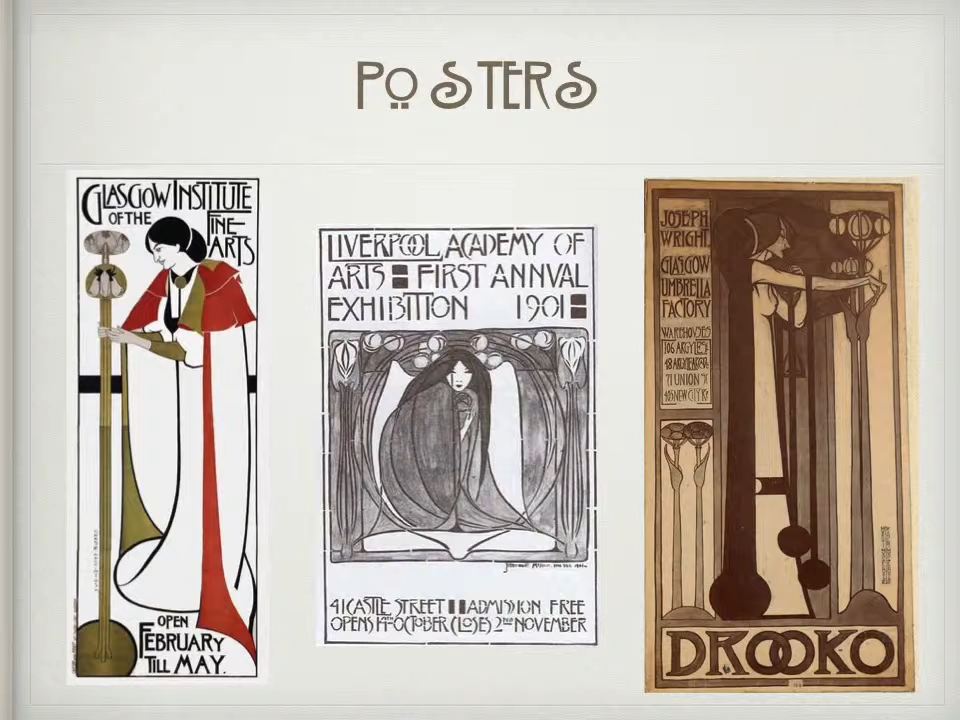 POSTERS
GLASGOW INSTITUTE
OF THE FINE
ARTS
OPEN
FEBRUARY
TILL MAY.
LIVERPOOL ACADEMY OF
ARTS FIRST ANNVAL
EXHIBITION 1901
41 CASTLE STREET ADMISSION FREE
OPENS 14TH OCTOBER CLOSES 2ND NOVEMBER
JOSEPH
WRIGHT
GLASGOW
UMBRELLA
FACTORY
WAREHOUSES
106 ARGYLE ST
71 UNION ST
DROOKO